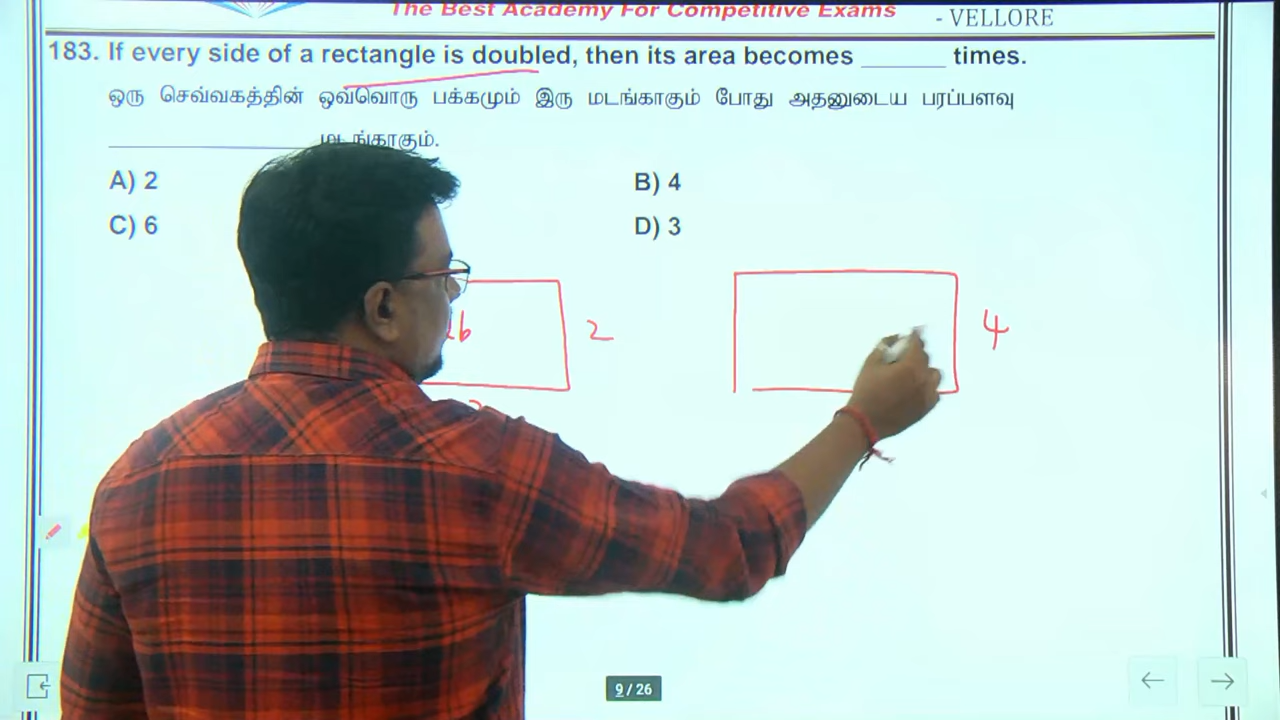 The Best Academy For Competitive Exams
- VELLORE
183. If every side of a rectangle is doubled, then its area becomes ______ times.
ஒரு செவ்வகத்தின் ஒவ்வொரு பக்கமும் இரு மடங்காகும் போது அதனுடைய பரப்பளவு
__________________ மடங்காகும்.
A) 2 B) 4
C) 6 D) 3
2 4
9 / 26